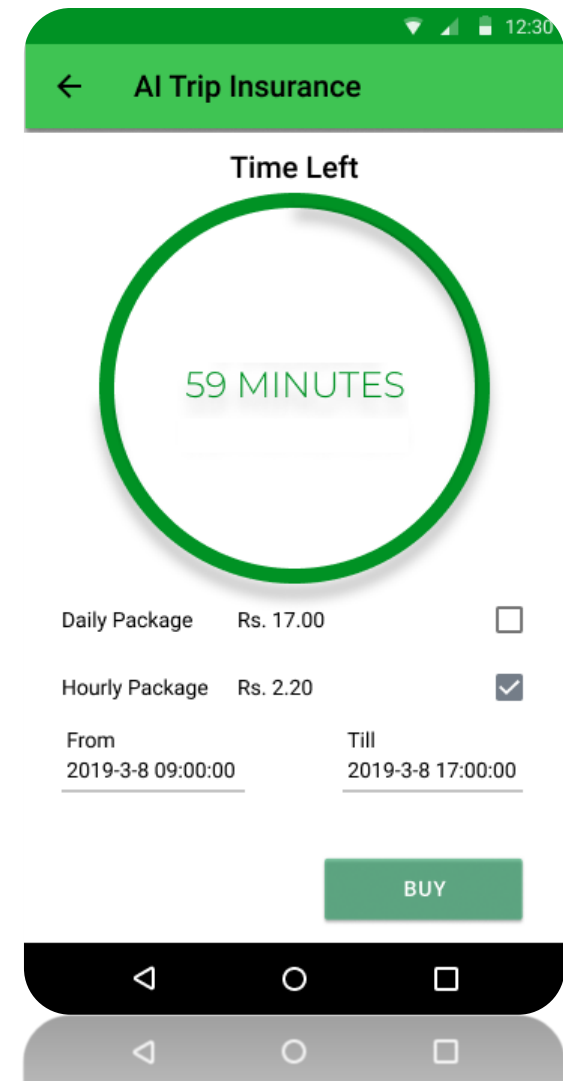 12:30
AI Trip Insurance
Time Left
59 MINUTES
Daily Package Rs. 17.00
Hourly Package Rs. 2.20
From Till
2019-3-8 09:00:00 2019-3-8 17:00:00
BUY